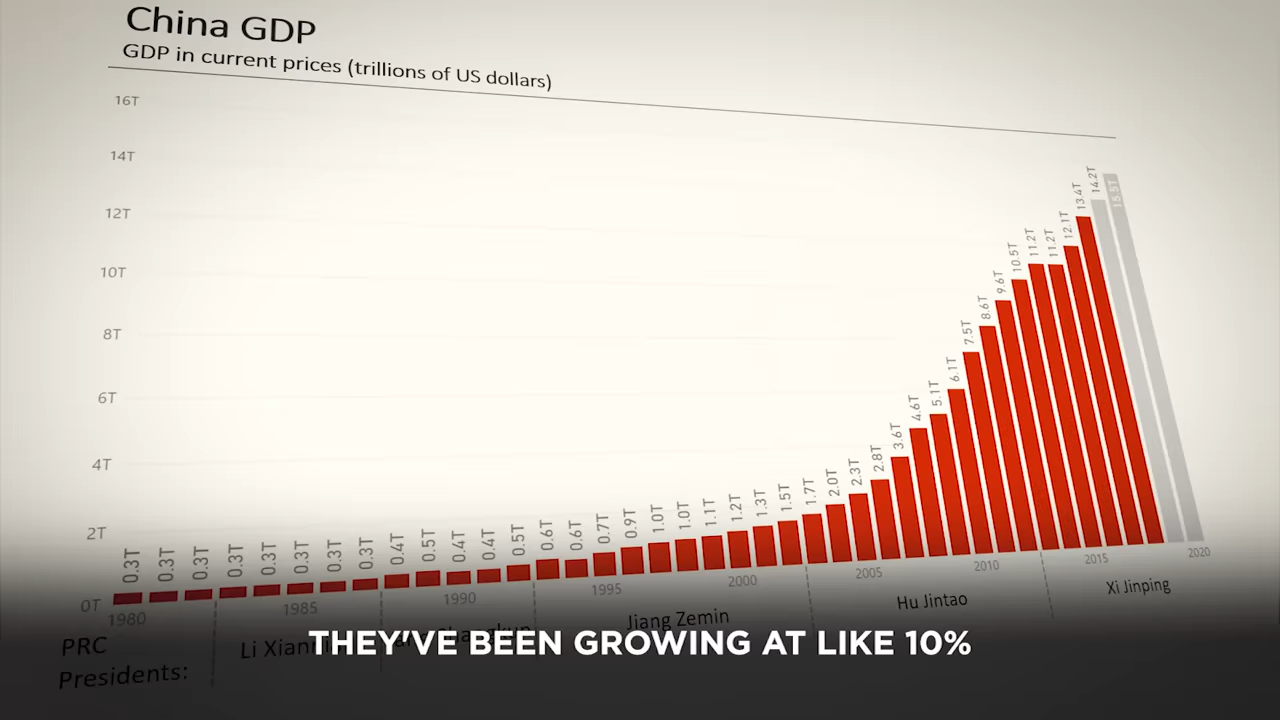 China GDP
GDP in current prices (trillions of US dollars)
16T
14T
12T
10T
8T
6T
4T
2T
0T
0.3T 0.3T 0.3T 0.3T 0.3T 0.3T 0.3T 0.3T 0.4T 0.5T 0.4T 0.4T 0.5T 0.6T 0.6T 0.7T 0.9T 1.0T 1.0T 1.1T 1.2T 1.3T 1.5T 1.7T 2.0T 2.3T 2.8T 3.6T 4.6T 5.1T 6.1T 7.5T 8.6T 9.6T 10.5T 11.2T 11.2T 12.1T 13.4T 14.2T 15.5T
1980 1985 1990 1995 2000 2005 2010 2015 2020
PRC
Presidents:
Li Jiang Zemin Hu Jintao Xi Jinping
THEY'VE BEEN GROWING AT LIKE 10%